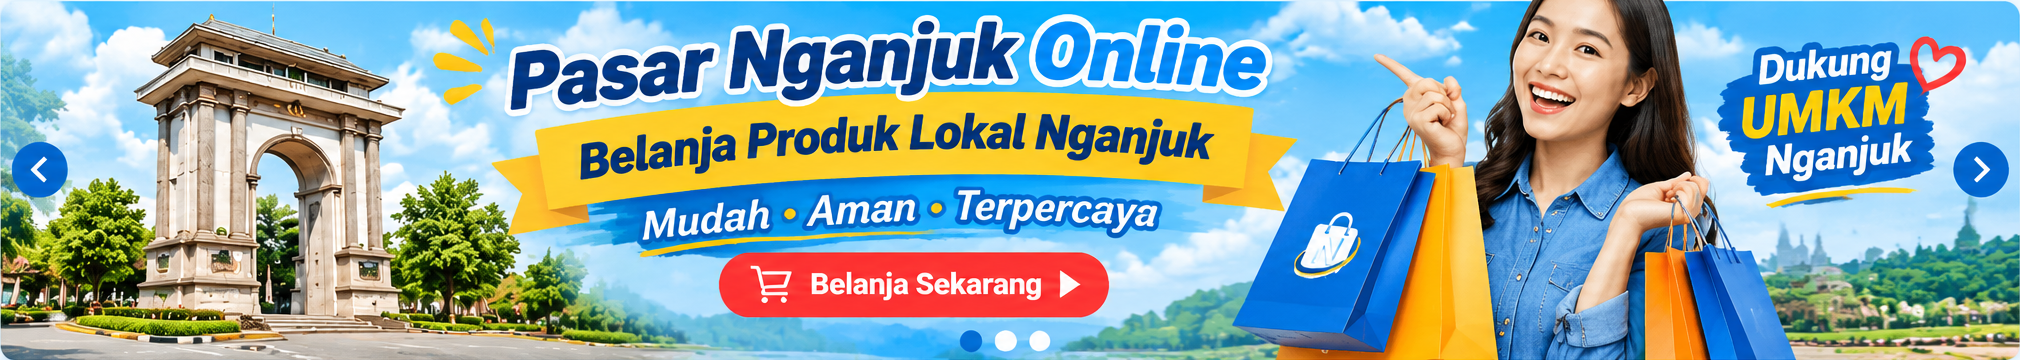 Pasar Nganjuk Online
Belanja Produk Lokal Nganjuk
Mudah • Aman • Terpercaya
Belanja Sekarang
Dukung
UMKM
Nganjuk
N